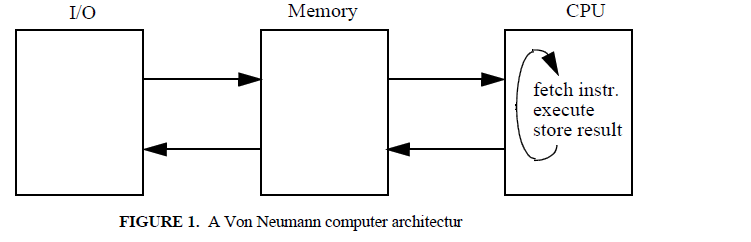 I/O
Memory
CPU
fetch instr.
execute
store result
FIGURE 1. A Von Neumann computer architectur